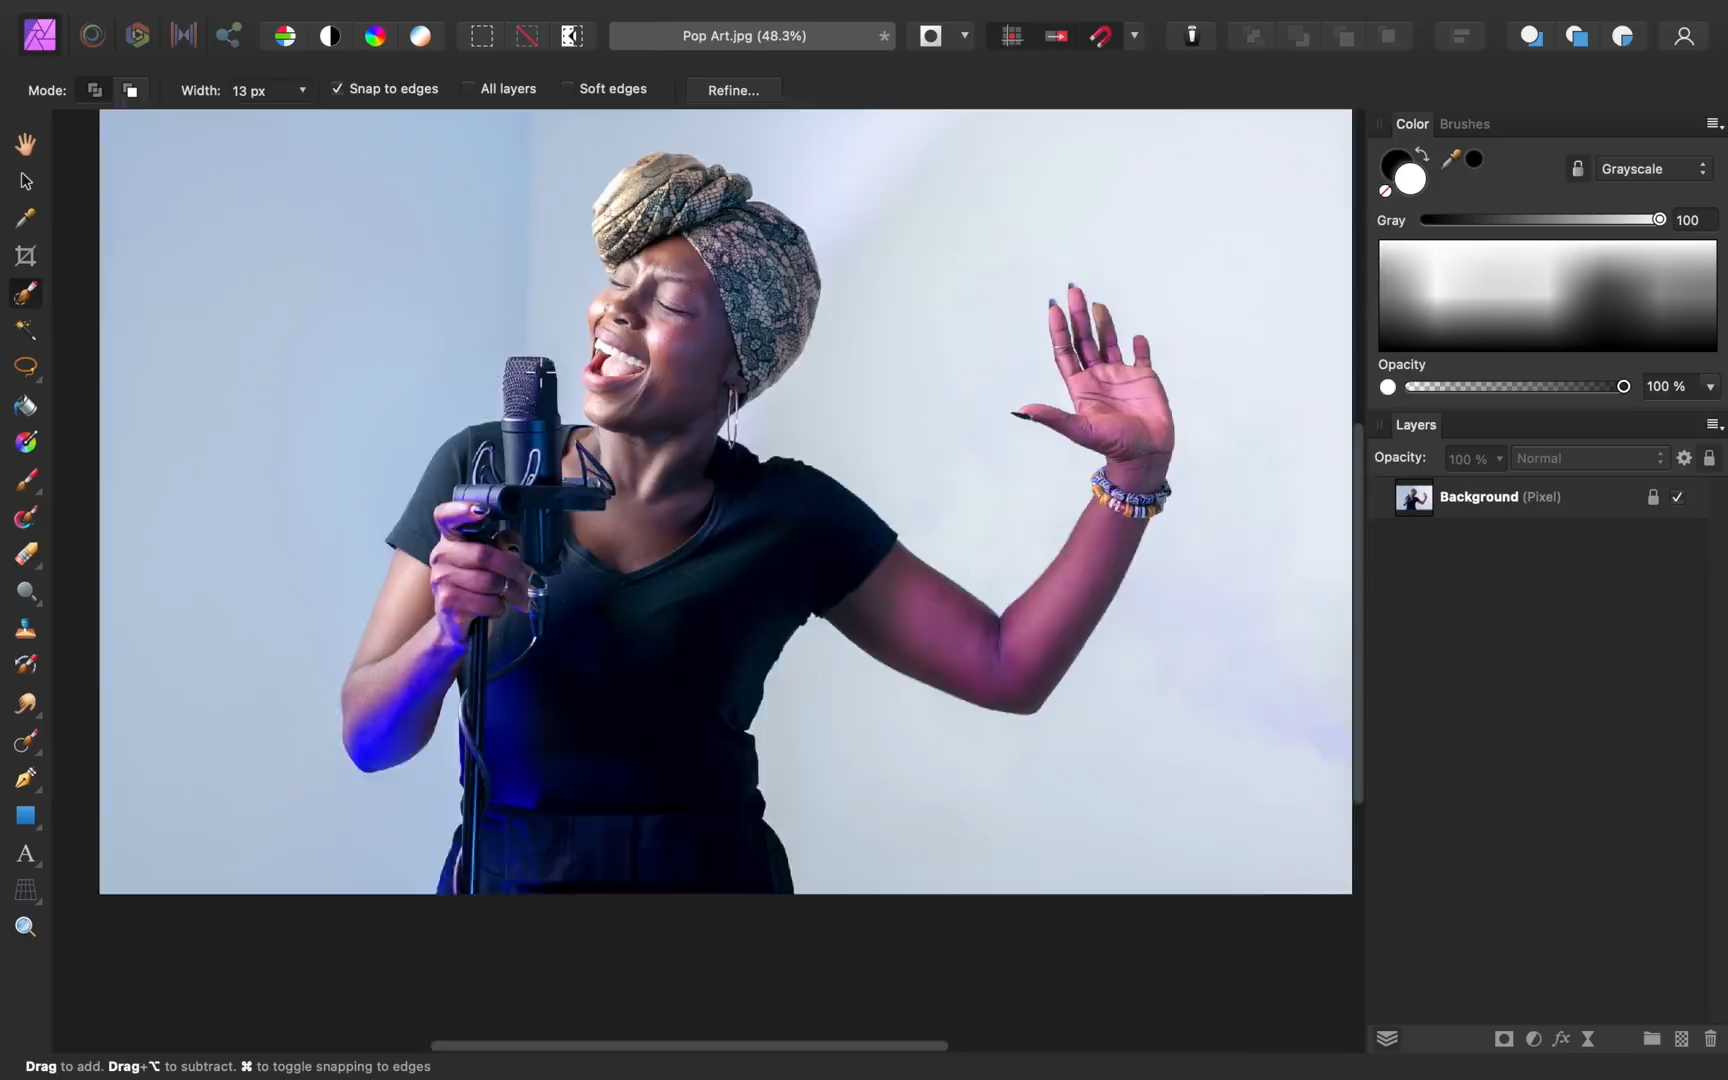 Pop Art.jpg (48.3%)
*
Mode:
Width: 13 px
Snap to edges
All layers
Soft edges
Refine...
Color
Brushes
Grayscale
Gray
100
Opacity
100 %
Layers
Opacity: 100 %
Normal
Background (Pixel)
A
fx
Drag to add. Drag+⌥ to subtract. ⌘ to toggle snapping to edges